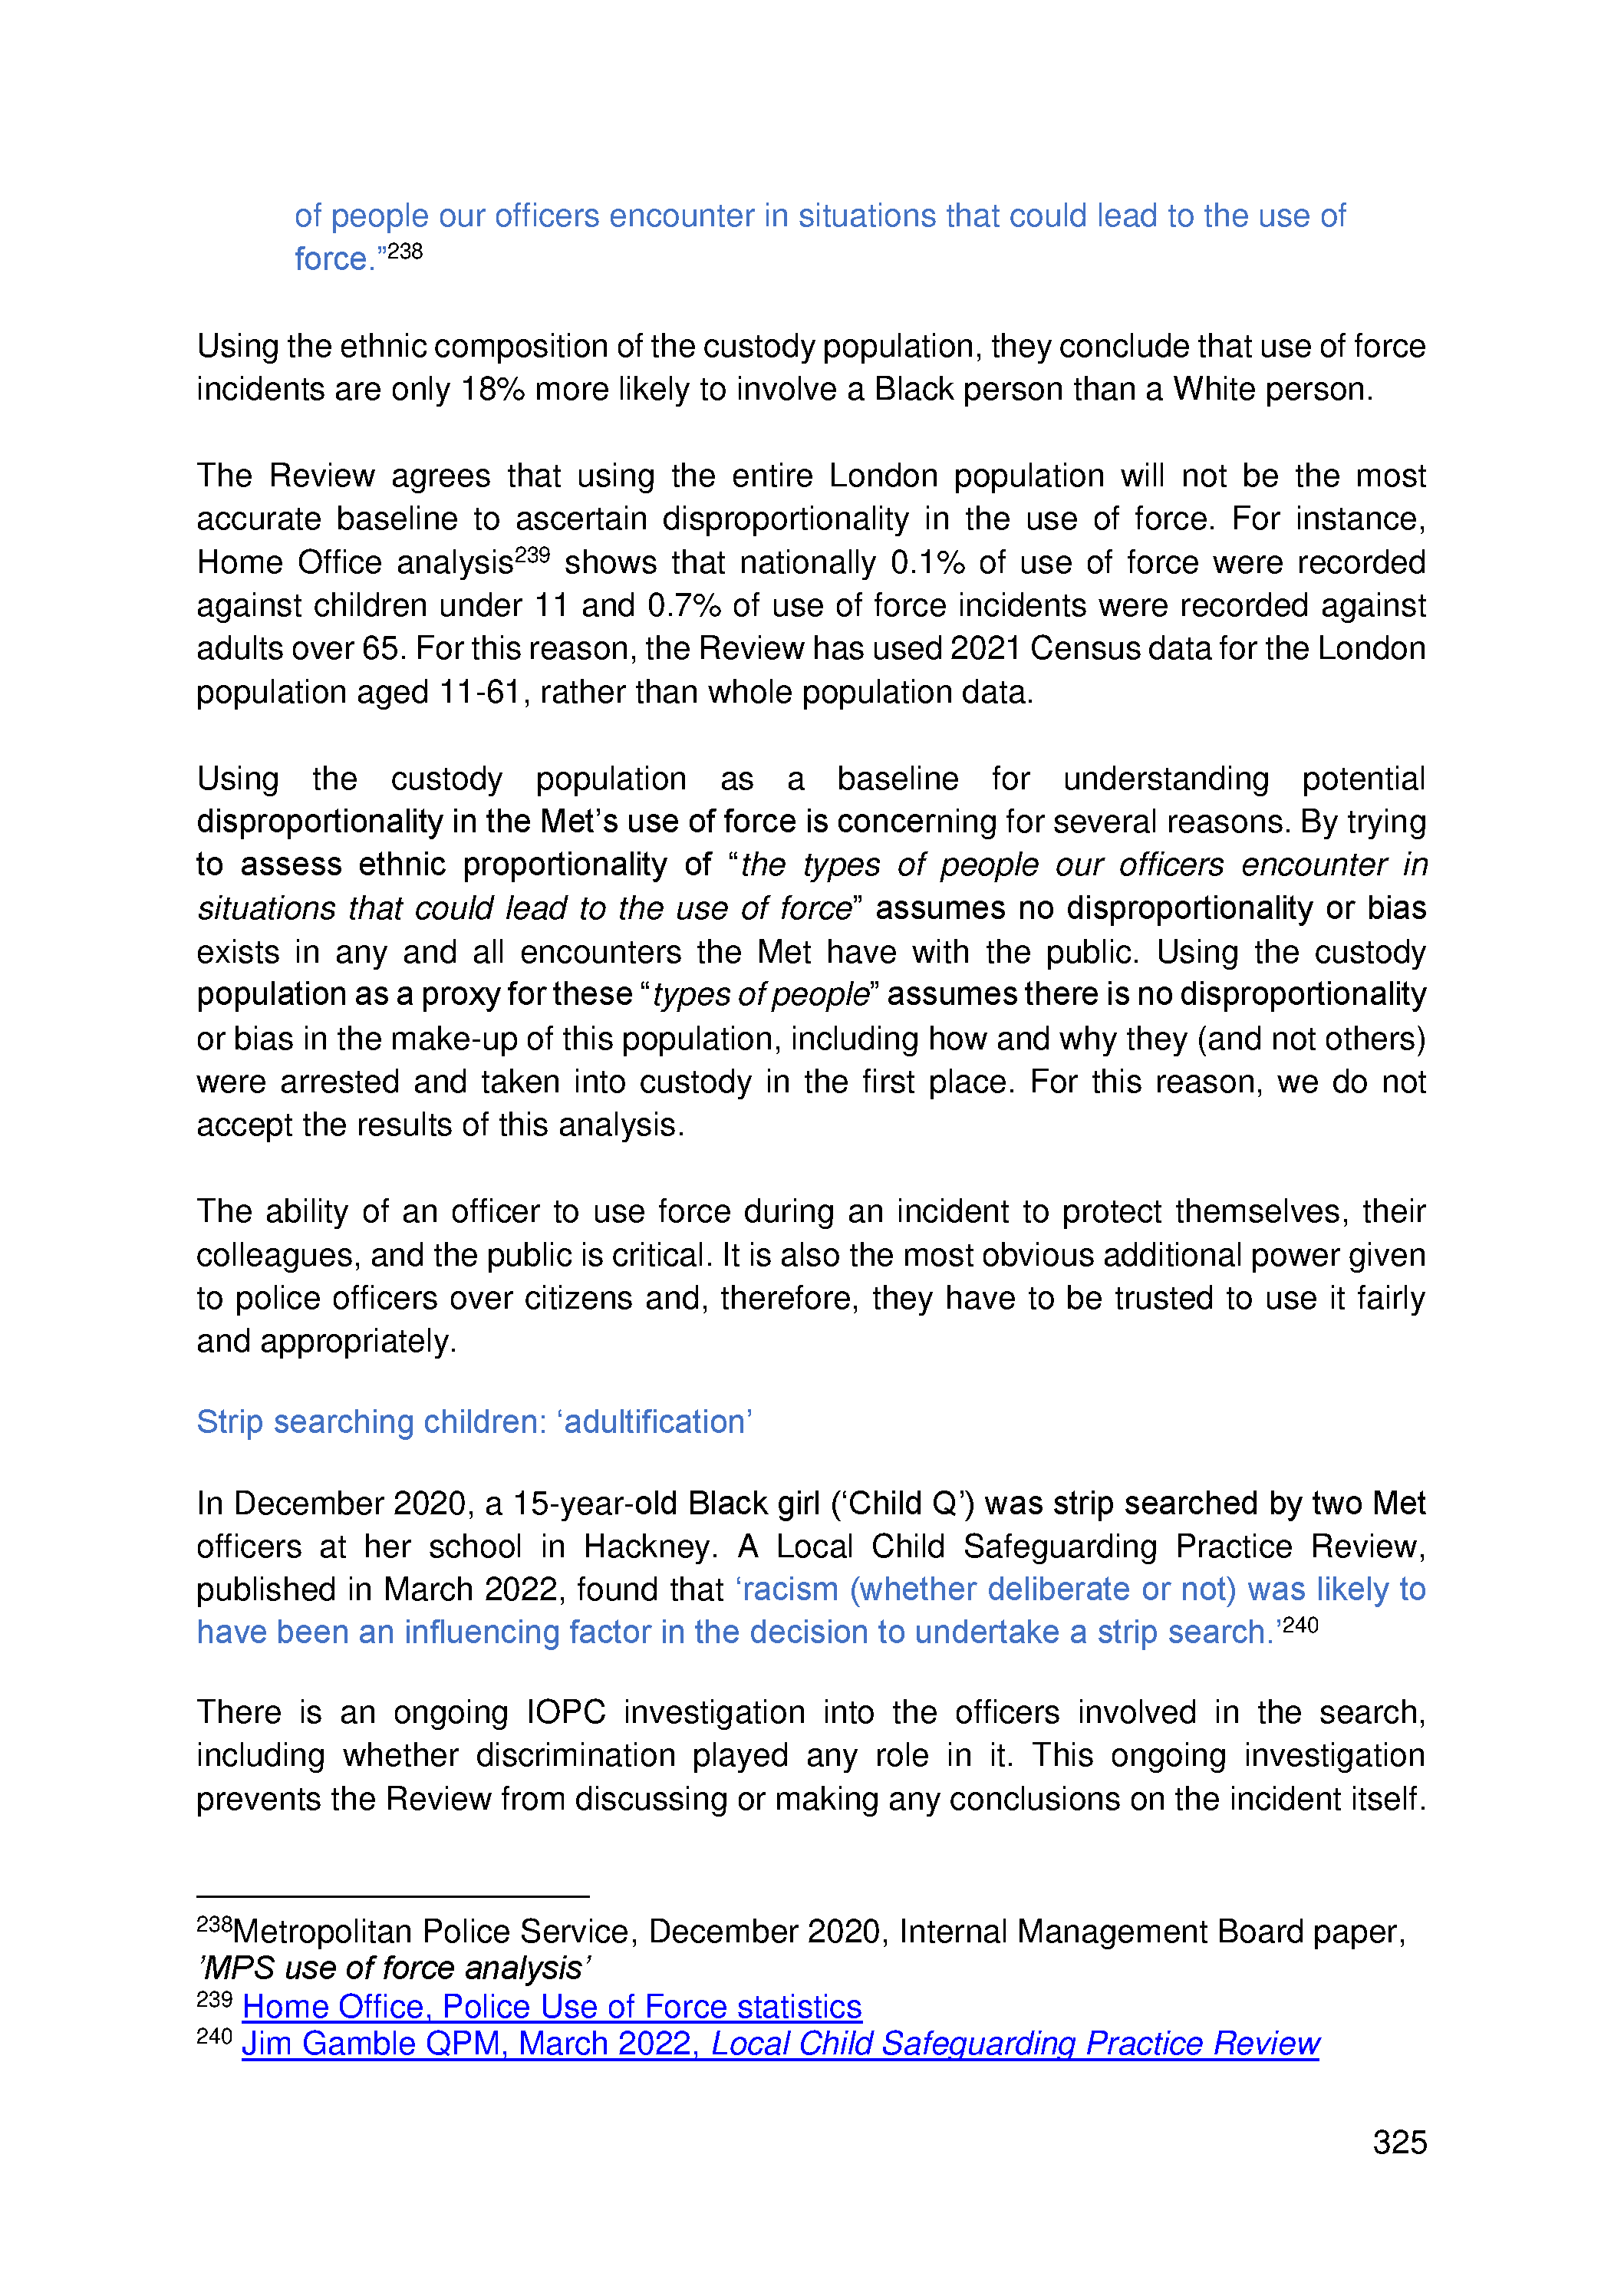 of people our officers encounter in situations that could lead to the use of
force.”238
Using the ethnic composition of the custody population, they conclude that use of force
incidents are only 18% more likely to involve a Black person than a White person.
The Review agrees that using the entire London population will not be the most
accurate baseline to ascertain disproportionality in the use of force. For instance,
Home Office analysis239 shows that nationally 0.1% of use of force were recorded
against children under 11 and 0.7% of use of force incidents were recorded against
adults over 65. For this reason, the Review has used 2021 Census data for the London
population aged 11-61, rather than whole population data.
Using the custody population as a baseline for understanding potential
disproportionality in the Met’s use of force is concerning for several reasons. By trying
to assess ethnic proportionality of “the types of people our officers encounter in
situations that could lead to the use of force” assumes no disproportionality or bias
exists in any and all encounters the Met have with the public. Using the custody
population as a proxy for these “types of people” assumes there is no disproportionality
or bias in the make-up of this population, including how and why they (and not others)
were arrested and taken into custody in the first place. For this reason, we do not
accept the results of this analysis.
The ability of an officer to use force during an incident to protect themselves, their
colleagues, and the public is critical. It is also the most obvious additional power given
to police officers over citizens and, therefore, they have to be trusted to use it fairly
and appropriately.
Strip searching children: ‘adultification’
In December 2020, a 15-year-old Black girl (‘Child Q’) was strip searched by two Met
officers at her school in Hackney. A Local Child Safeguarding Practice Review,
published in March 2022, found that ‘racism (whether deliberate or not) was likely to
have been an influencing factor in the decision to undertake a strip search.’240
There is an ongoing IOPC investigation into the officers involved in the search,
including whether discrimination played any role in it. This ongoing investigation
prevents the Review from discussing or making any conclusions on the incident itself.
238Metropolitan Police Service, December 2020, Internal Management Board paper,
’MPS use of force analysis’
239 Home Office, Police Use of Force statistics
240 Jim Gamble QPM, March 2022, Local Child Safeguarding Practice Review
325